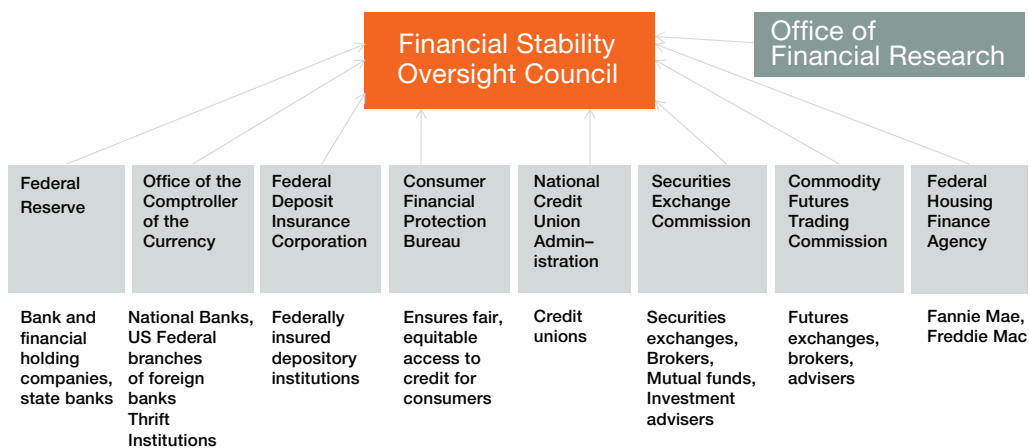 Financial Stability
Oversight Council
Office of
Financial Research
Federal
Reserve
Office of the
Comptroller
of the
Currency
Federal
Deposit
Insurance
Corporation
Consumer
Financial
Protection
Bureau
National
Credit
Union
Admin–
istration
Securities
Exchange
Commission
Commodity
Futures
Trading
Commission
Federal
Housing
Finance
Agency
Bank and
financial
holding
companies,
state banks
National Banks,
US Federal
branches
of foreign
banks
Thrift
Institutions
Federally
insured
depository
institutions
Ensures fair,
equitable
access to
credit for
consumers
Credit
unions
Securities
exchanges,
Brokers,
Mutual funds,
Investment
advisers
Futures
exchanges,
brokers,
advisers
Fannie Mae,
Freddie Mac